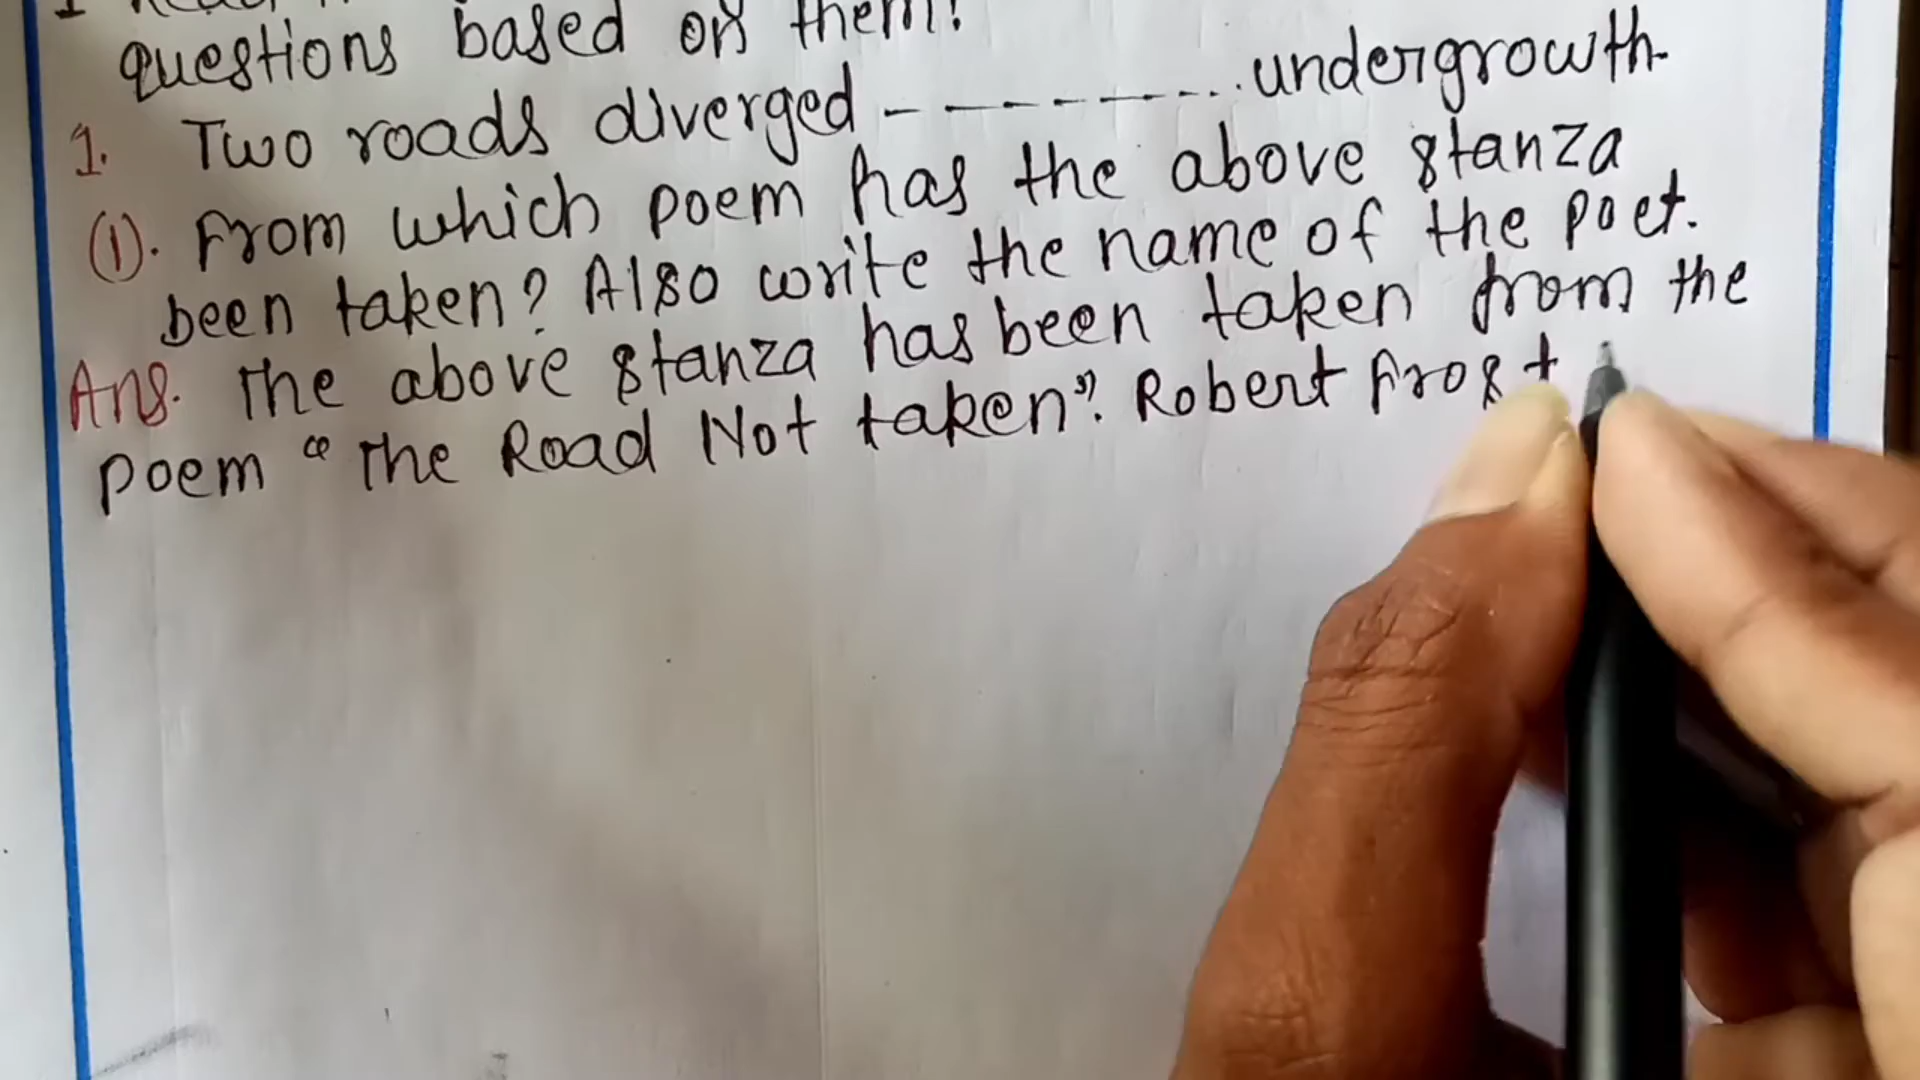 questions based on them!
1. Two roads diverged - - - - - - - - .. undergrowth.
(1). From which poem has the above stanza
been taken? Also write the name of the poet.
Ans. The above stanza has been taken from the
poem "The Road Not taken". Robert Frost